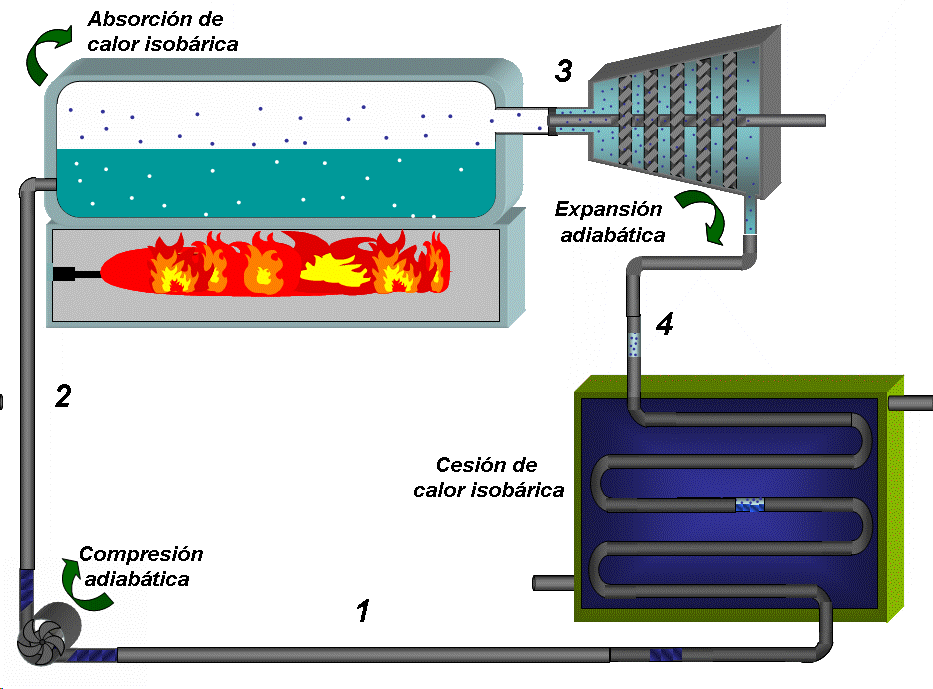 Absorción de
calor isobárica
3
Expansión
adiabática
4
2
Cesión de
calor isobárica
Compresión
adiabática
1